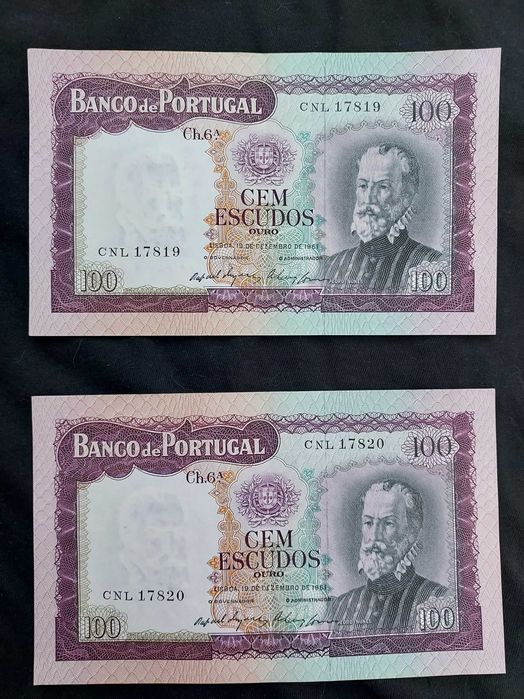 BANCO de PORTUGAL
CNL 17819
100
Ch. 6A
CEM
ESCUDOS
OURO
LISBOA, 19 DE DEZEMBRO DE 1961
CNL 17819
O GOVERNADOR
O ADMINISTRADOR
100
100
BANCO de PORTUGAL
CNL 17820
100
Ch. 6A
CEM
ESCUDOS
OURO
LISBOA, 19 DE DEZEMBRO DE 1961
CNL 17820
O GOVERNADOR
O ADMINISTRADOR
100
100